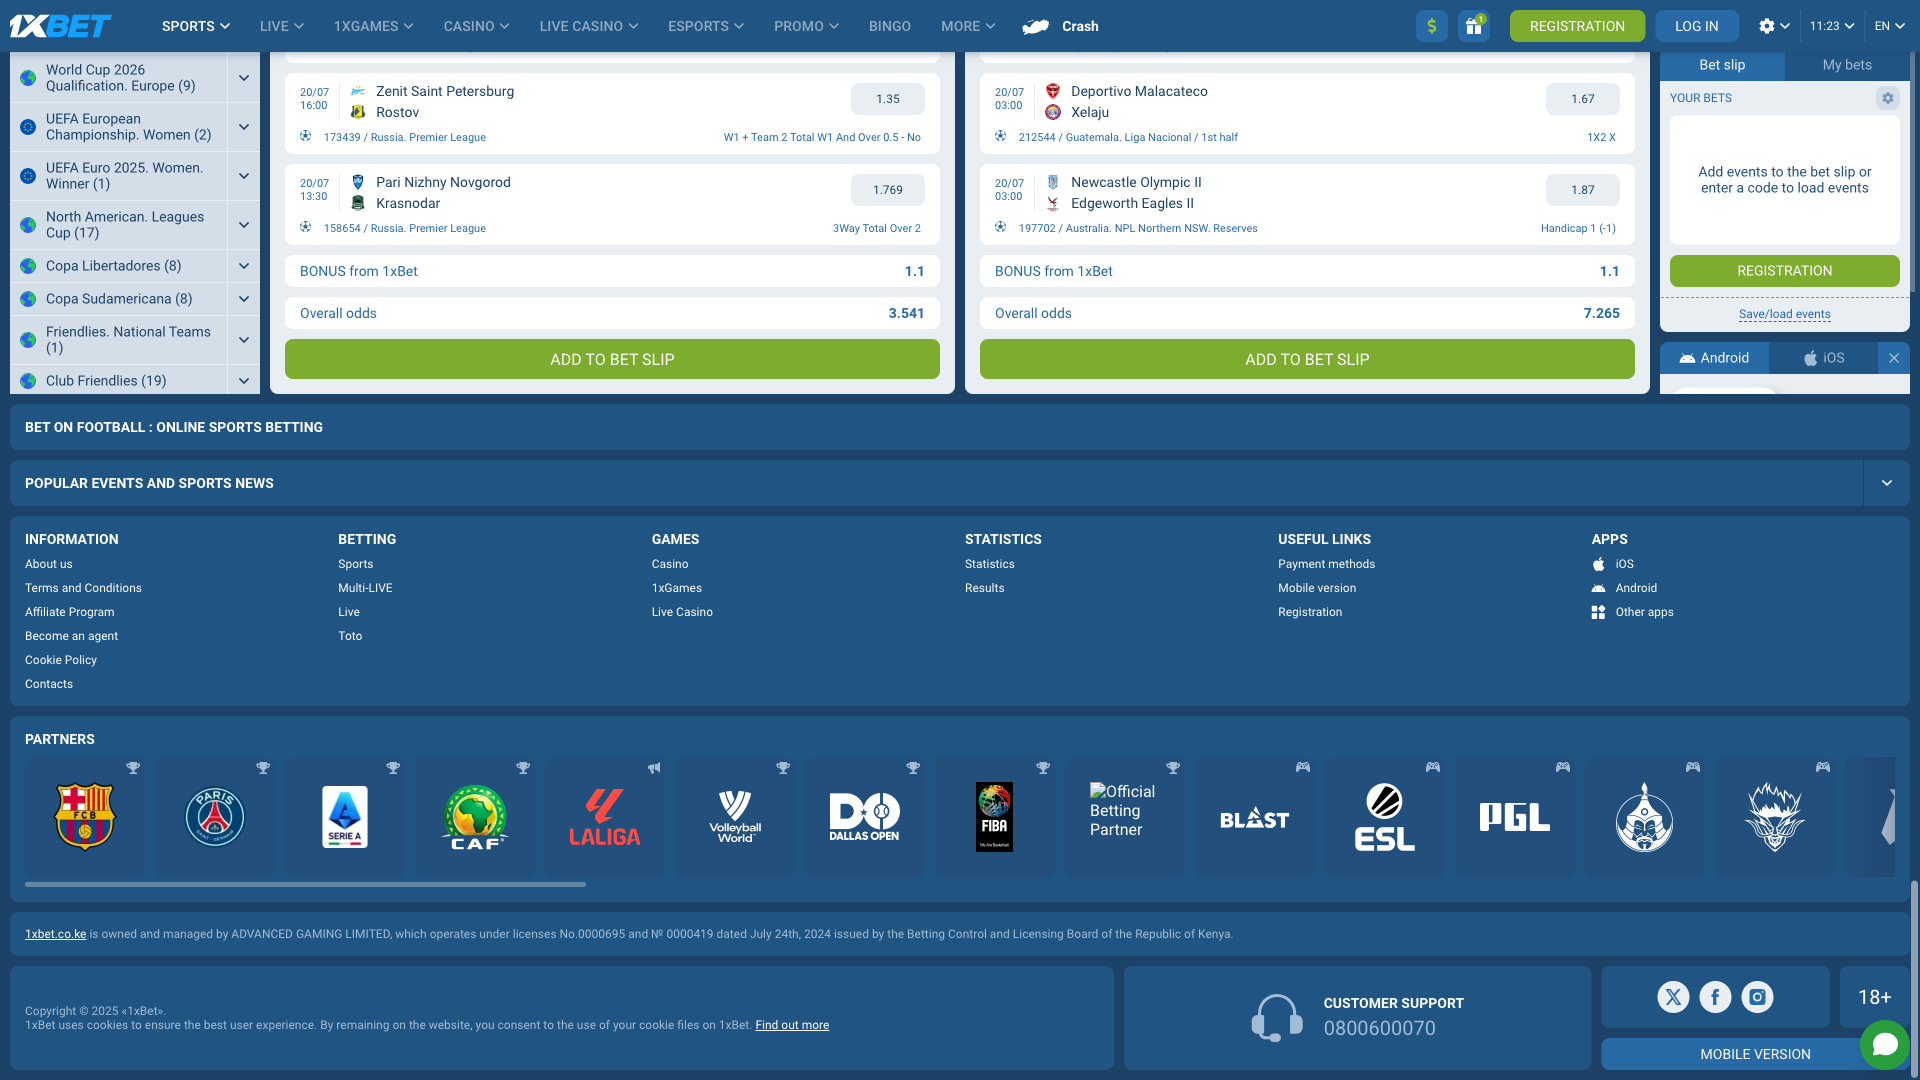 1XBET
SPORTS
LIVE
1XGAMES
CASINO
LIVE CASINO
ESPORTS
PROMO
BINGO
MORE
Crash
1
REGISTRATION
LOG IN
11:23
EN
World Cup 2026
Qualification. Europe (9)
UEFA European
Championship. Women (2)
UEFA Euro 2025. Women.
Winner (1)
North American. Leagues
Cup (17)
Copa Libertadores (8)
Copa Sudamericana (8)
Friendlies. National Teams
(1)
Club Friendlies (19)
20/07
16:00
Zenit Saint Petersburg
Rostov
1.35
173439 / Russia. Premier League
W1 + Team 2 Total W1 And Over 0.5 - No
20/07
13:30
Pari Nizhny Novgorod
Krasnodar
1.769
158654 / Russia. Premier League
3Way Total Over 2
BONUS from 1xBet
1.1
Overall odds
3.541
ADD TO BET SLIP
20/07
03:00
Deportivo Malacateco
Xelaju
1.67
212544 / Guatemala. Liga Nacional / 1st half
1X2 X
20/07
03:00
Newcastle Olympic II
Edgeworth Eagles II
1.87
197702 / Australia. NPL Northern NSW. Reserves
Handicap 1 (-1)
BONUS from 1xBet
1.1
Overall odds
7.265
ADD TO BET SLIP
Bet slip
My bets
YOUR BETS
Add events to the bet slip or
enter a code to load events
REGISTRATION
Save/load events
Android
iOS
BET ON FOOTBALL : ONLINE SPORTS BETTING
POPULAR EVENTS AND SPORTS NEWS
INFORMATION
About us
Terms and Conditions
Affiliate Program
Become an agent
Cookie Policy
Contacts
BETTING
Sports
Multi-LIVE
Live
Toto
GAMES
Casino
1xGames
Live Casino
STATISTICS
Statistics
Results
USEFUL LINKS
Payment methods
Mobile version
Registration
APPS
iOS
Android
Other apps
PARTNERS
FCB
PARIS
SAINT-GERMAIN
SERIE A
CAF
LALIGA
Volleyball
World
DO
DALLAS OPEN
FIBA
We Are Basketball
Official
Betting
Partner
BLAST
ESL
PGL
1xbet.co.ke is owned and managed by ADVANCED GAMING LIMITED, which operates under licenses No.0000695 and № 0000419 dated July 24th, 2024 issued by the Betting Control and Licensing Board of the Republic of Kenya.
Copyright © 2025 «1xBet».
1xBet uses cookies to ensure the best user experience. By remaining on the website, you consent to the use of your cookie files on 1xBet. Find out more
CUSTOMER SUPPORT
0800600070
18+
MOBILE VERSION